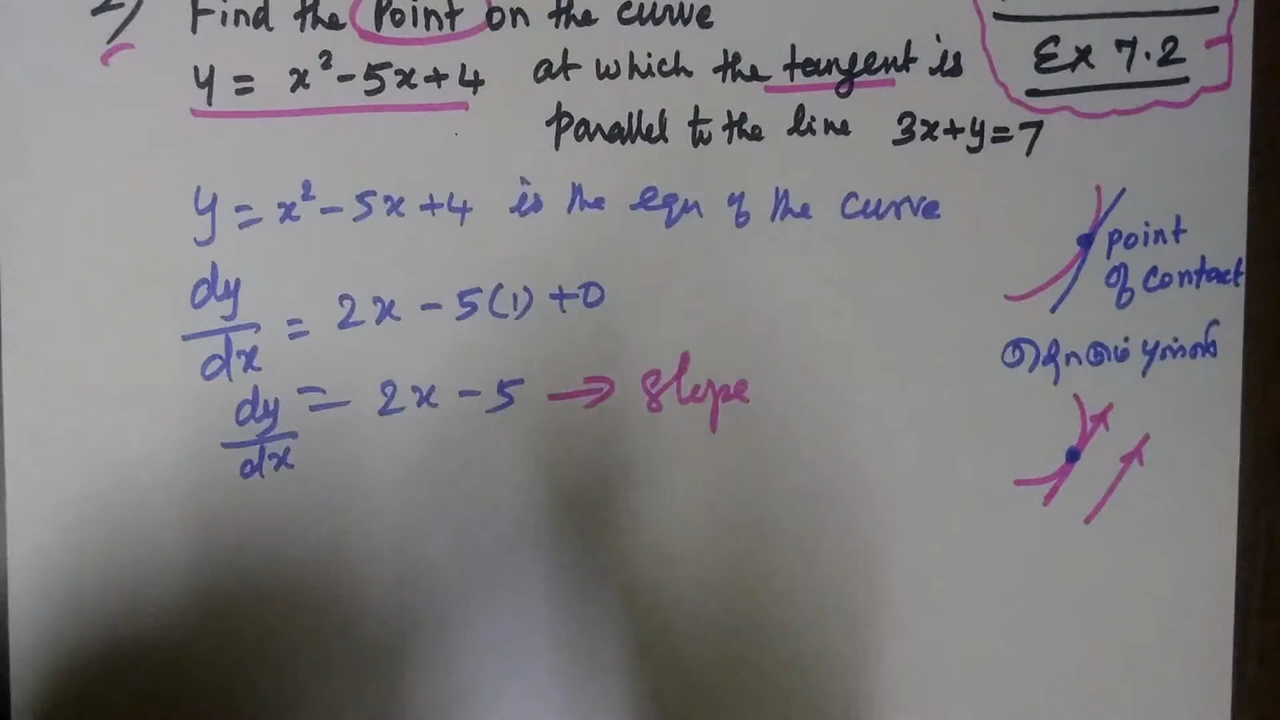 2) Find the Point on the curve
y = x² - 5x + 4 at which the tangent is
parallel to the line 3x + y = 7
Ex 7.2
y = x² - 5x + 4 is the eqn of the curve
dy/dx = 2x - 5(1) + 0
dy/dx = 2x - 5 → slope
point
of contact
தொடும் புள்ளி